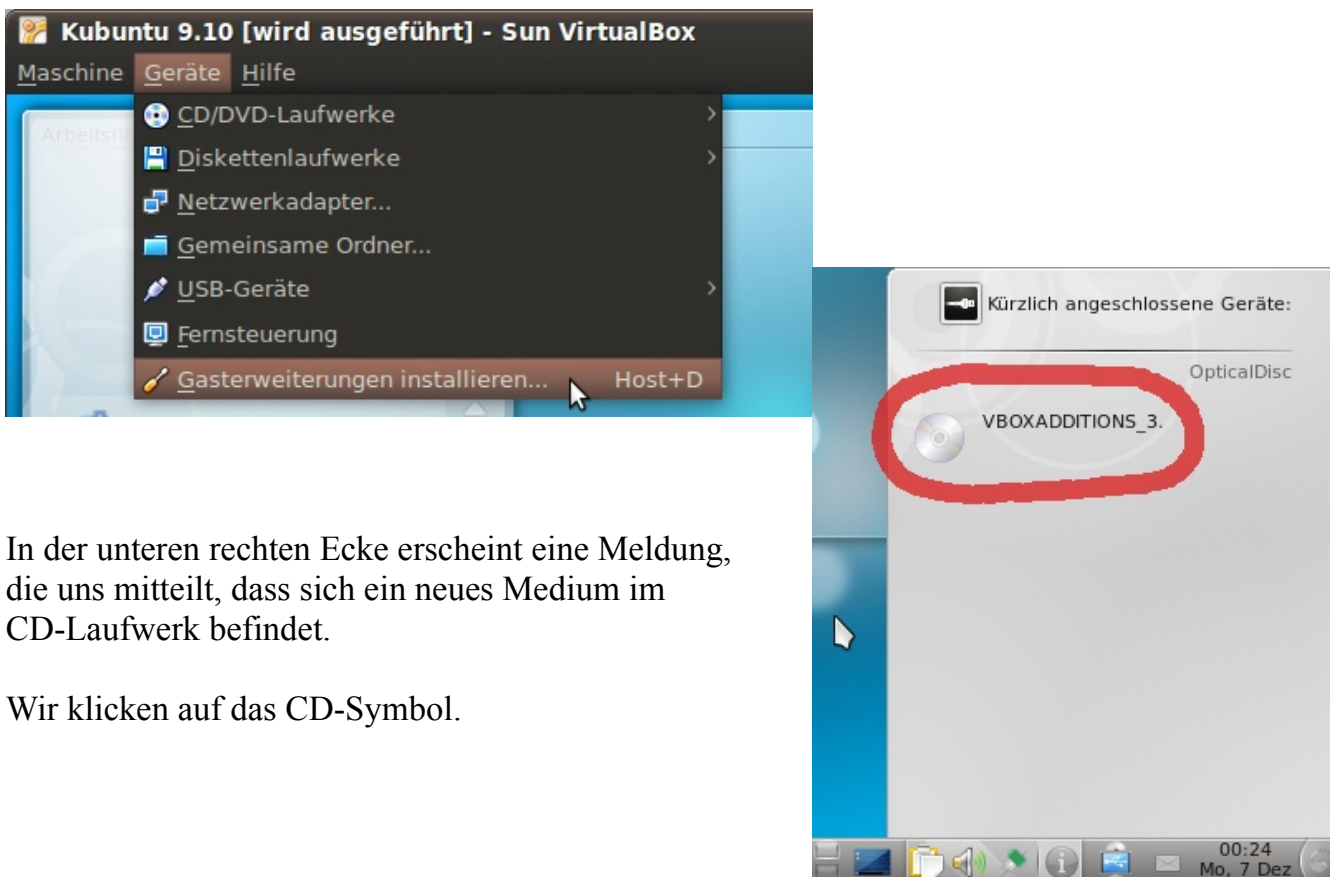 Kubuntu 9.10 [wird ausgeführt] - Sun VirtualBox
Maschine Geräte Hilfe
CD/DVD-Laufwerke
Diskettenlaufwerke
Netzwerkadapter...
Gemeinsame Ordner...
USB-Geräte
Fernsteuerung
Gasterweiterungen installieren... Host+D
Kürzlich angeschlossene Geräte:
OpticalDisc
VBOXADDITIONS_3.
In der unteren rechten Ecke erscheint eine Meldung,
die uns mitteilt, dass sich ein neues Medium im
CD-Laufwerk befindet.
Wir klicken auf das CD-Symbol.
00:24
Mo, 7 Dez